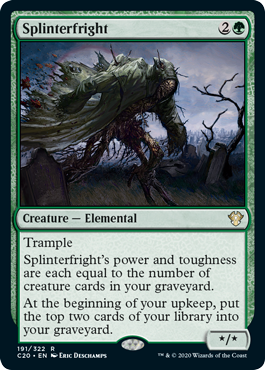 Splinterfright 2
Creature — Elemental
Trample
Splinterfright's power and toughness
are each equal to the number of
creature cards in your graveyard.
At the beginning of your upkeep, put
the top two cards of your library into
your graveyard.
*/*
191/322 R
C20 • EN Eric Deschamps
™ & © 2020 Wizards of the Coast